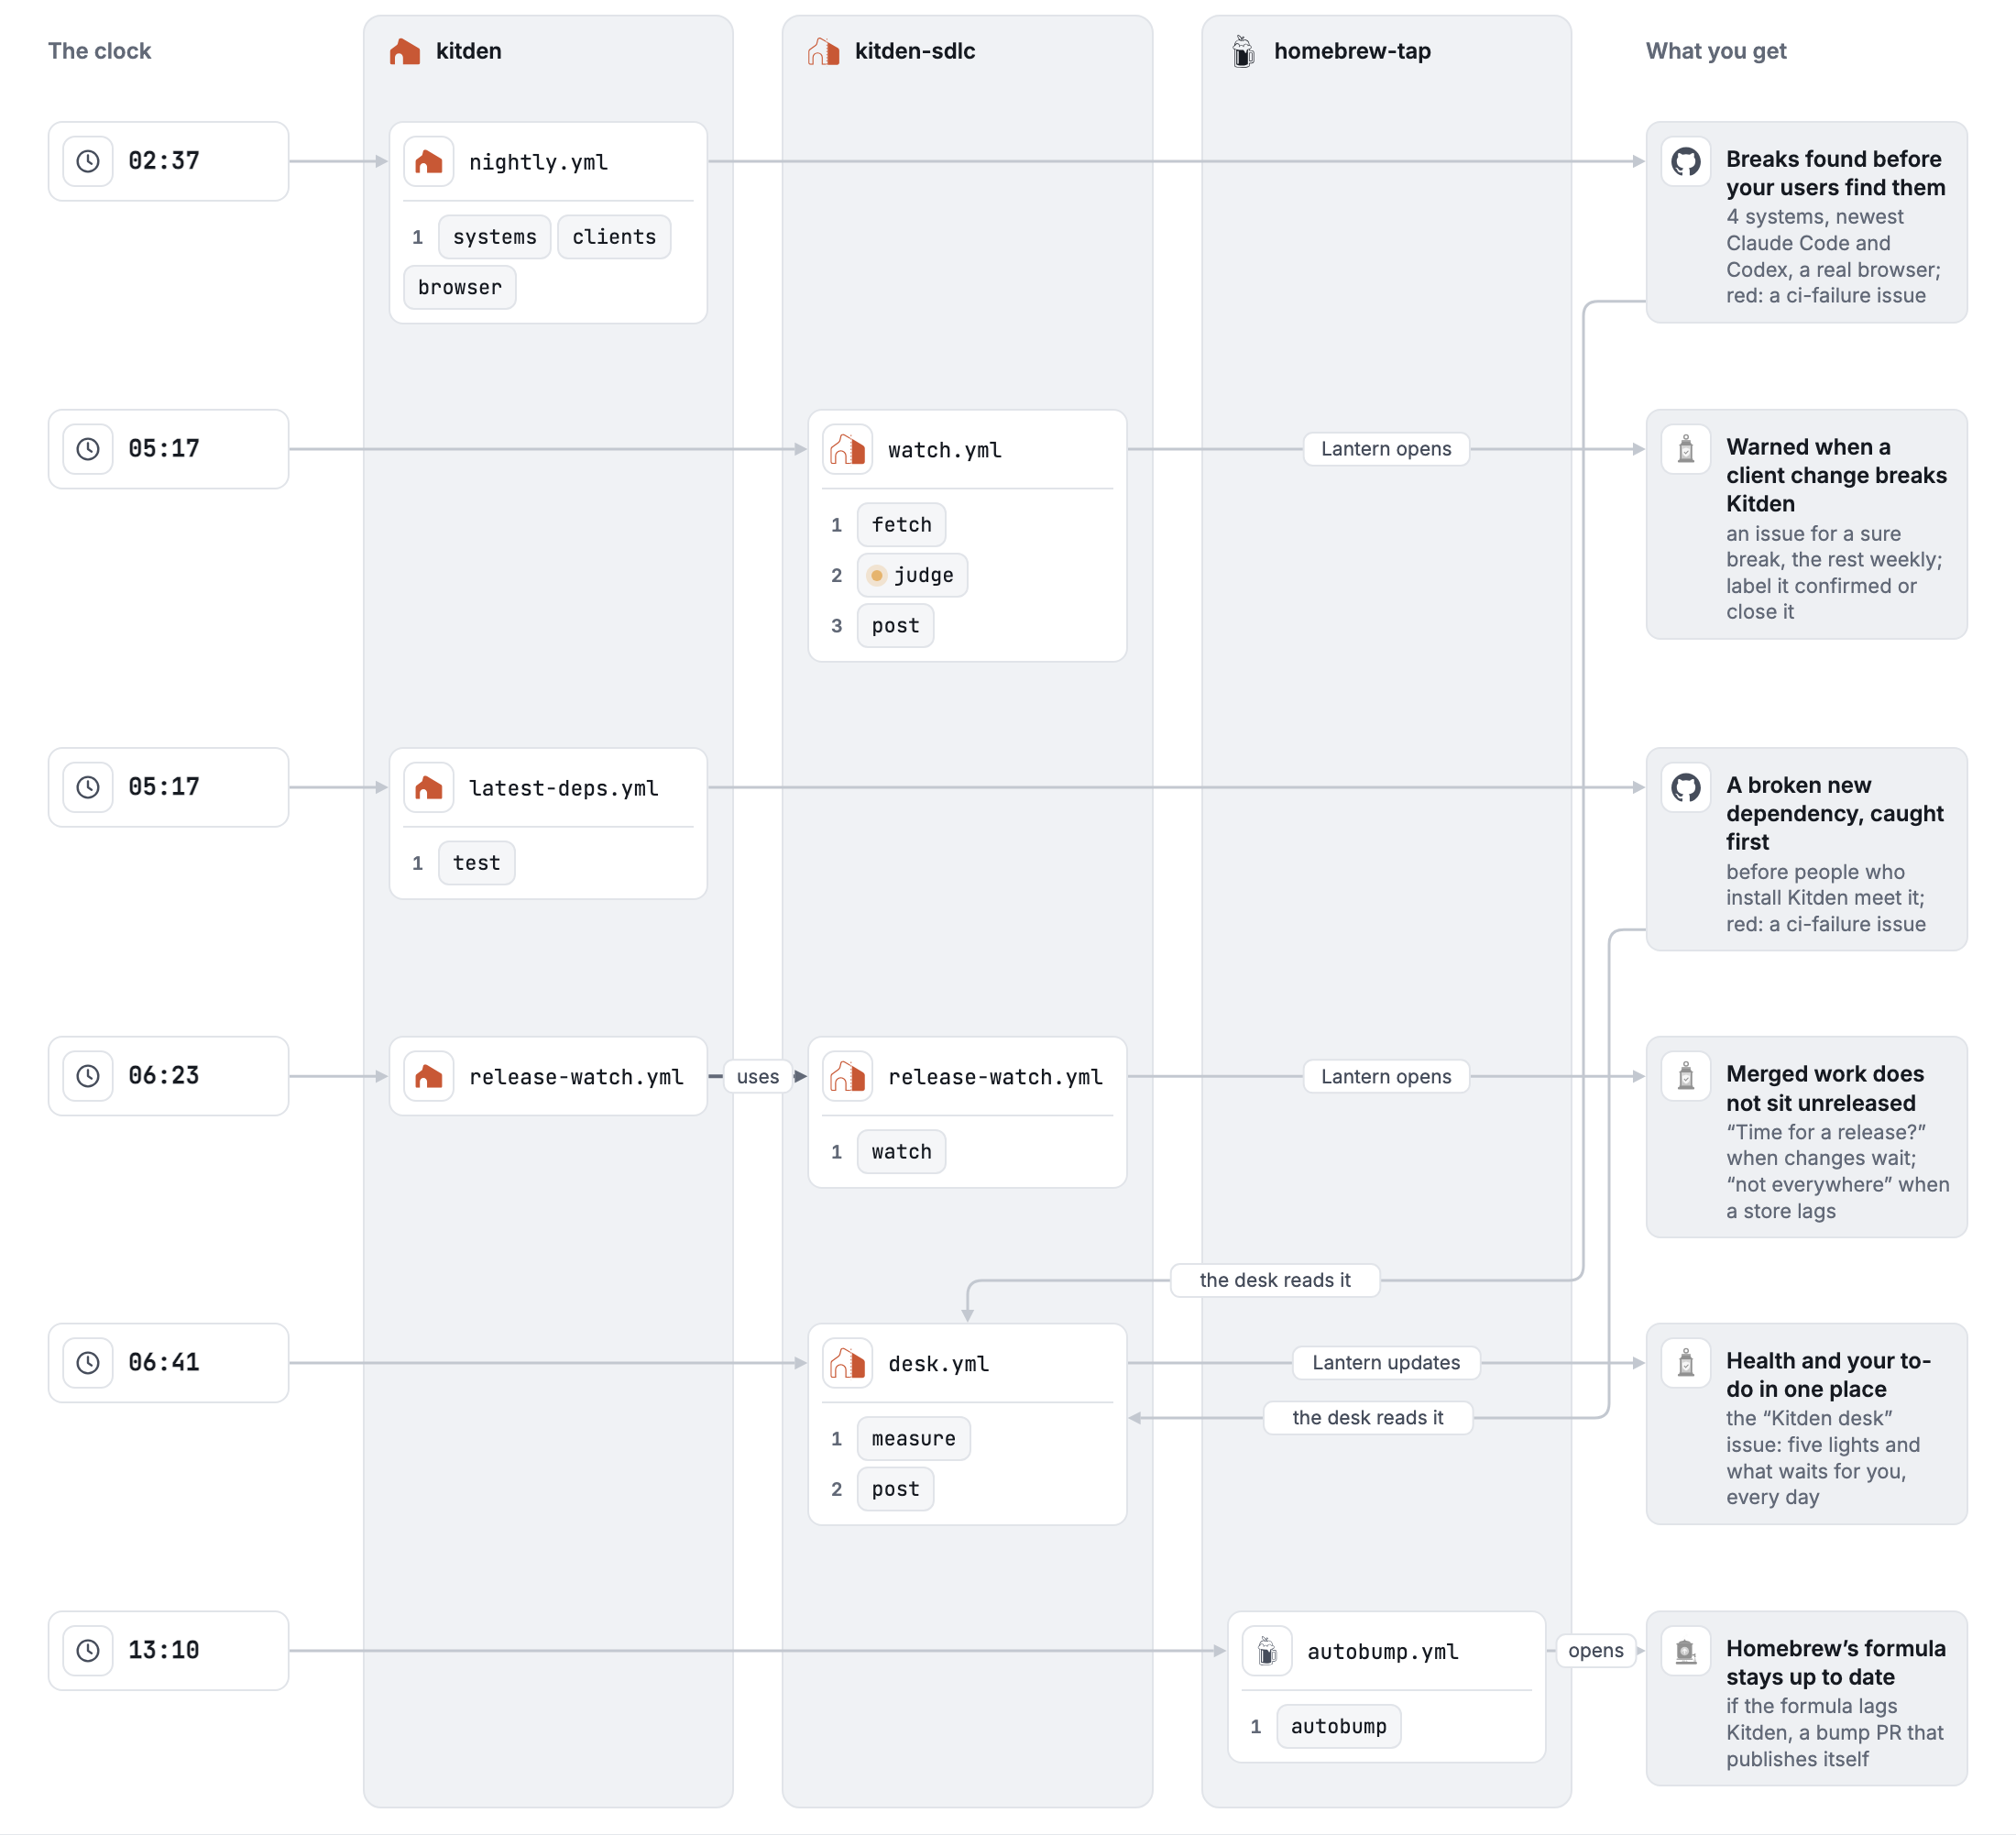 The clock
kitden
kitden-sdlc
homebrew-tap
What you get
02:37
nightly.yml
1 systems clients
browser
Breaks found before
your users find them
4 systems, newest
Claude Code and
Codex, a real browser;
red: a ci-failure issue
05:17
watch.yml
1 fetch
2 judge
3 post
Lantern opens
Warned when a
client change breaks
Kitden
an issue for a sure
break, the rest weekly;
label it confirmed or
close it
05:17
latest-deps.yml
1 test
A broken new
dependency, caught
first
before people who
install Kitden meet it;
red: a ci-failure issue
06:23
release-watch.yml
uses
release-watch.yml
1 watch
Lantern opens
Merged work does
not sit unreleased
“Time for a release?”
when changes wait;
“not everywhere” when
a store lags
the desk reads it
06:41
desk.yml
1 measure
2 post
Lantern updates
the desk reads it
Health and your to-
do in one place
the “Kitden desk”
issue: five lights and
what waits for you,
every day
13:10
autobump.yml
1 autobump
opens
Homebrew’s formula
stays up to date
if the formula lags
Kitden, a bump PR that
publishes itself